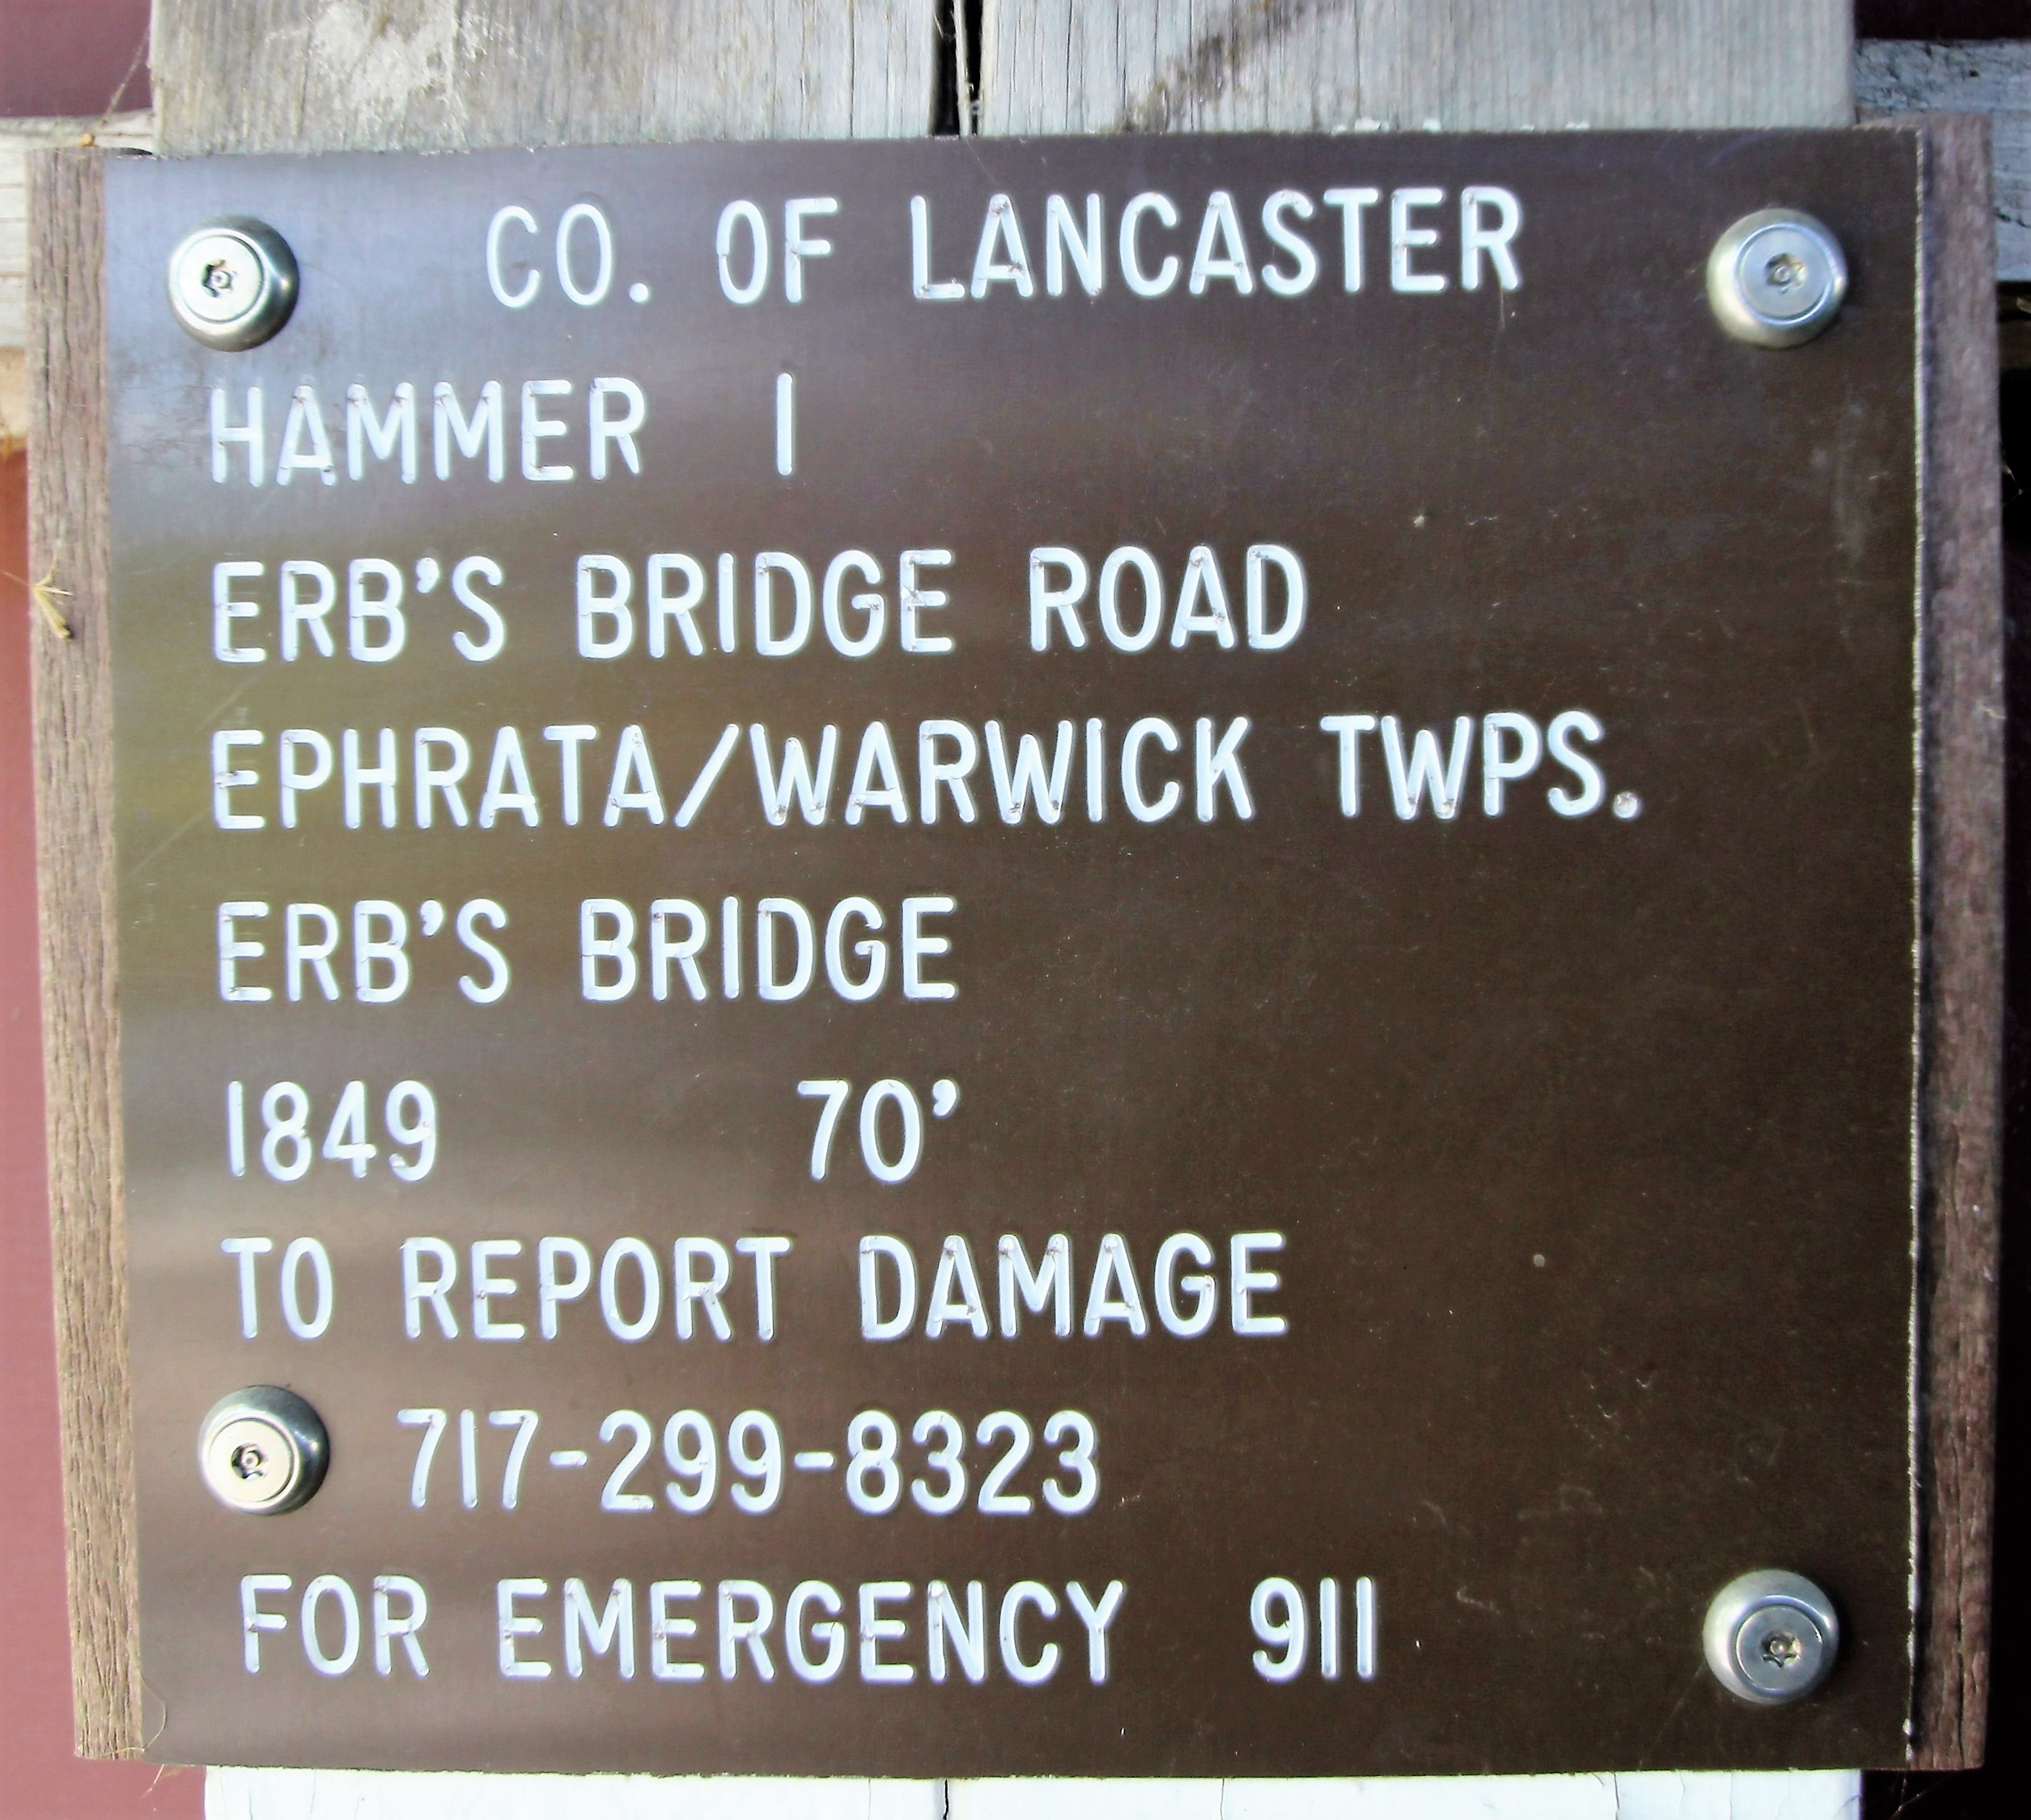 CO. OF LANCASTER
HAMMER 1
ERB'S BRIDGE ROAD
EPHRATA/WARWICK TWPS.
ERB'S BRIDGE
1849 70'
TO REPORT DAMAGE
717-299-8323
FOR EMERGENCY 911